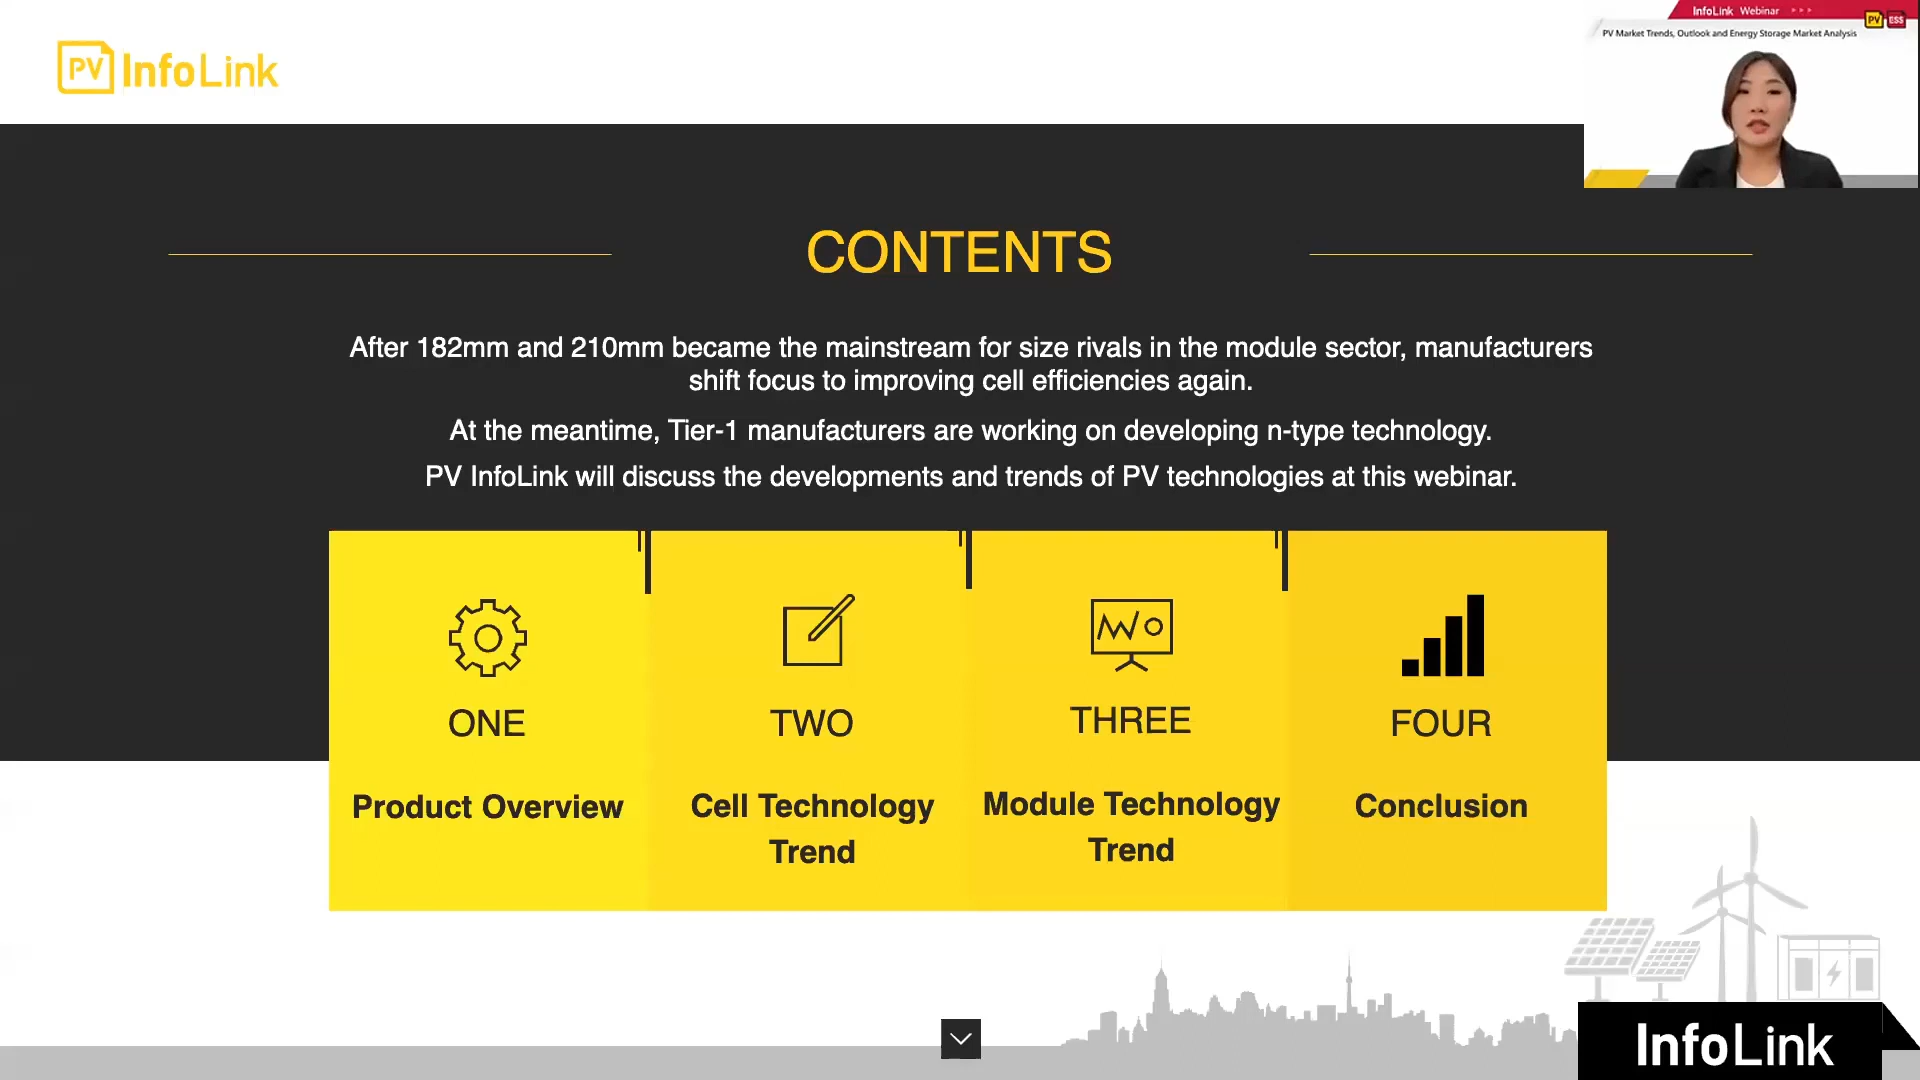 PV InfoLink
InfoLink Webinar
PV ESS
PV Market Trends, Outlook and Energy Storage Market Analysis
CONTENTS
After 182mm and 210mm became the mainstream for size rivals in the module sector, manufacturers
shift focus to improving cell efficiencies again.
At the meantime, Tier-1 manufacturers are working on developing n-type technology.
PV InfoLink will discuss the developments and trends of PV technologies at this webinar.
ONE
Product Overview
TWO
Cell Technology
Trend
THREE
Module Technology
Trend
FOUR
Conclusion
InfoLink